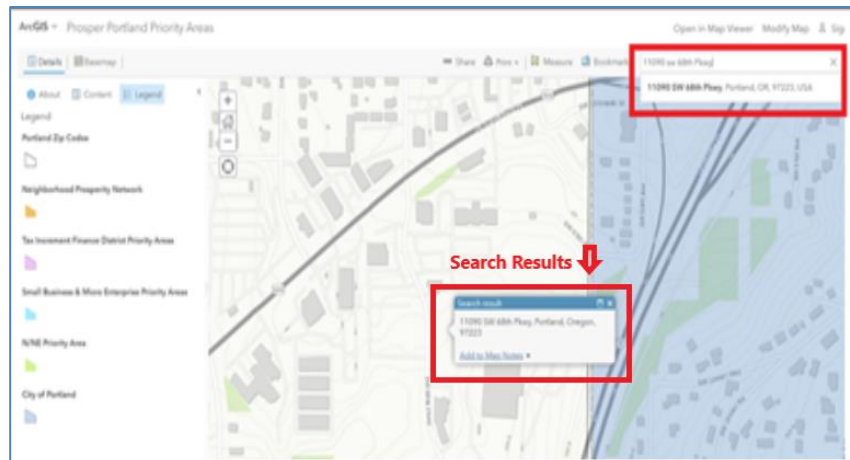 ArcGIS Prosper Portland Priority Areas
Open in Map Viewer Modify Map
Details Basemap
Share Print Measure Bookmark
11090 sw 68th Pkwy
11090 SW 68th Pkwy, Portland, OR, 97223, USA
About Content Legend
Legend
Portland Zip Codes
Neighborhood Prosperity Network
Tax Increment Finance District Priority Areas
Small Business & Micro Enterprise Priority Areas
N/NE Priority Area
City of Portland
Search Results
Search result
11090 SW 68th Pkwy, Portland, Oregon,
97223
Add to Map Notes